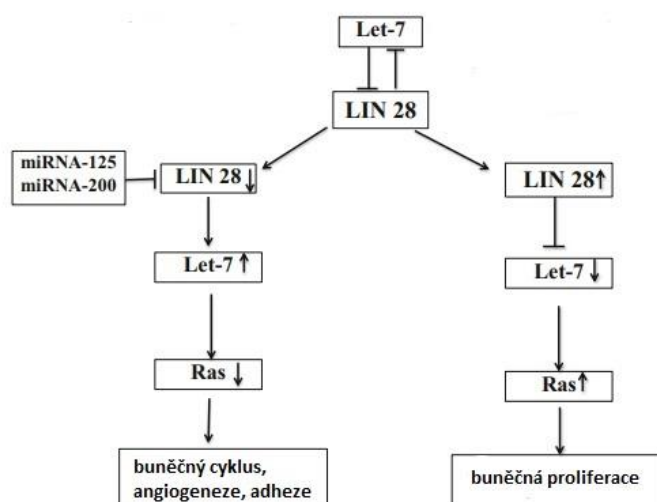 Let-7
LIN 28
miRNA-125
miRNA-200
LIN 28↓
LIN 28↑
Let-7↑
Let-7↓
Ras↓
Ras↑
buněčný cyklus,
angiogeneze, adheze
buněčná proliferace